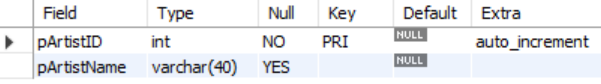 Field Type Null Key Default Extra
pArtistID int NO PRI NULL auto_increment
pArtistName varchar(40) YES NULL